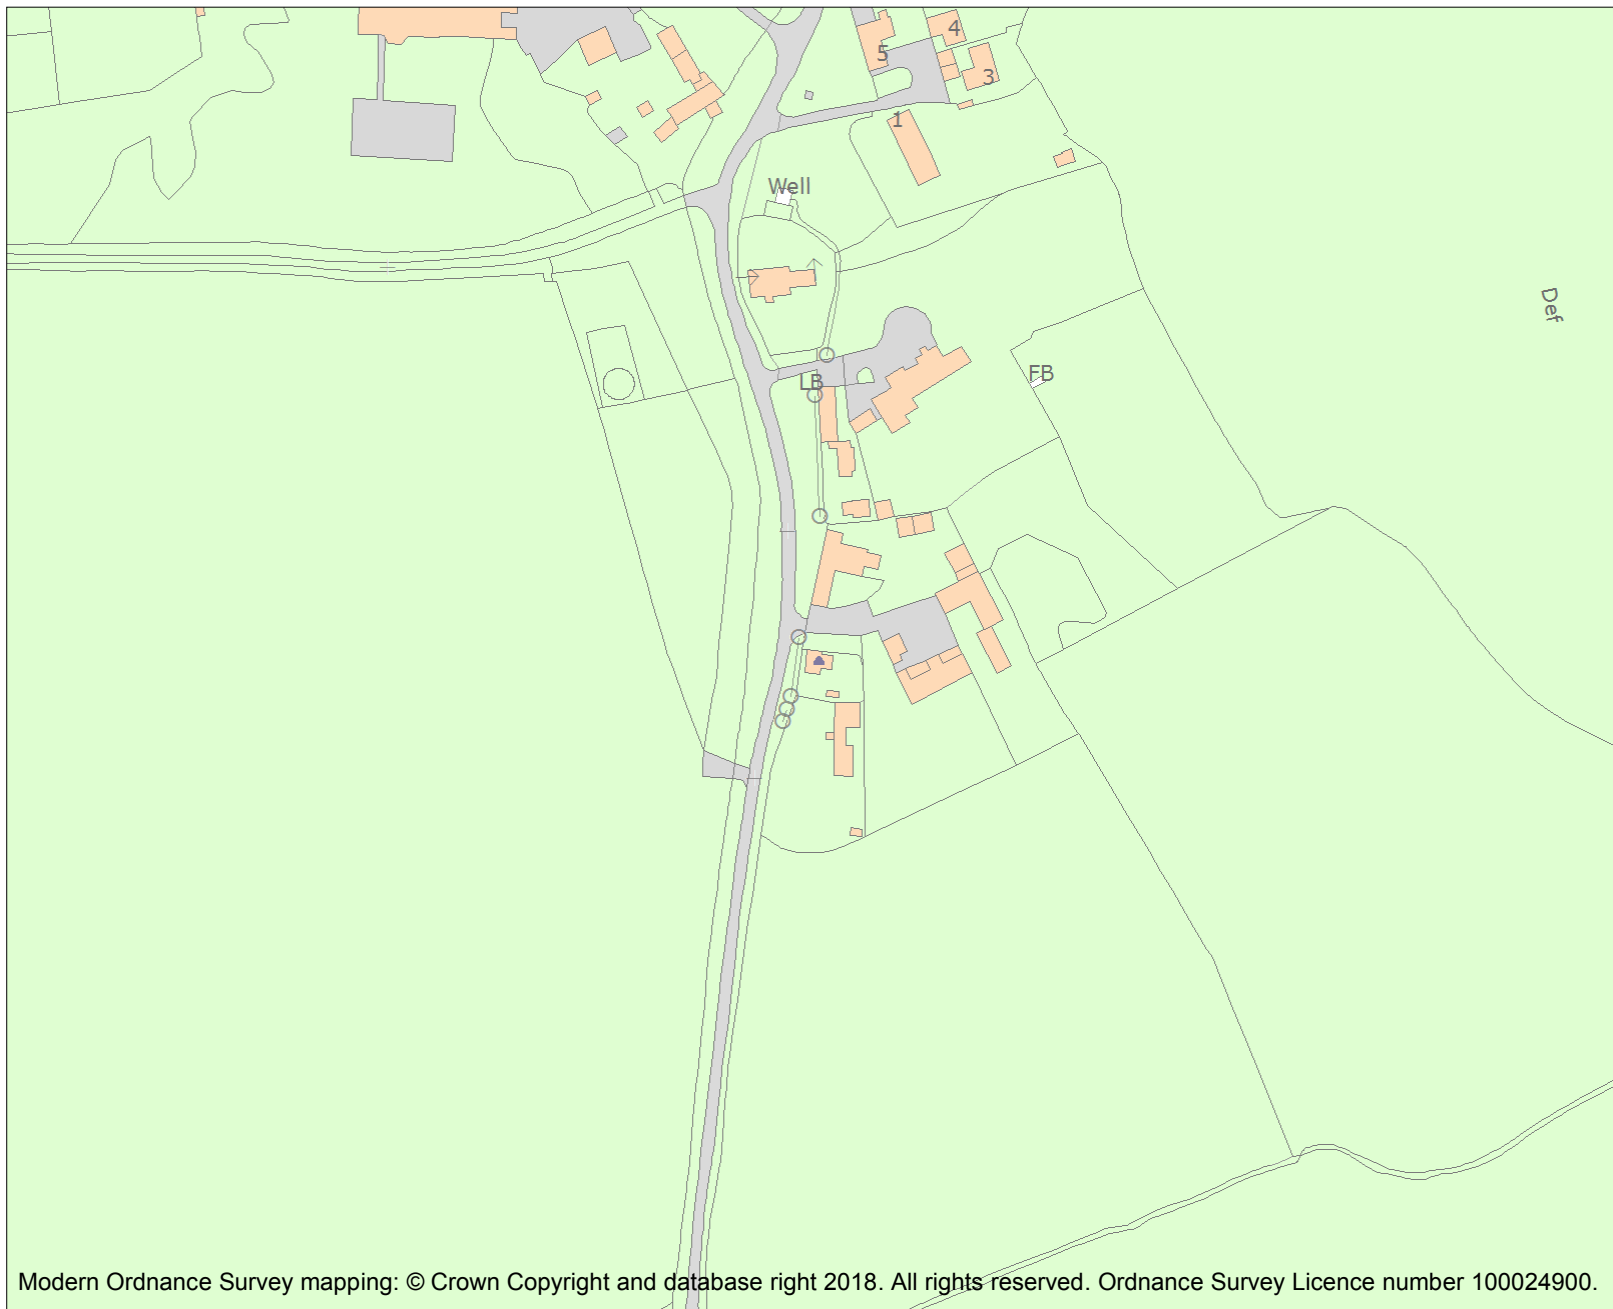 4
5
3
1
Well
Def
FB
LB
Modern Ordnance Survey mapping: © Crown Copyright and database right 2018. All rights reserved. Ordnance Survey Licence number 100024900.